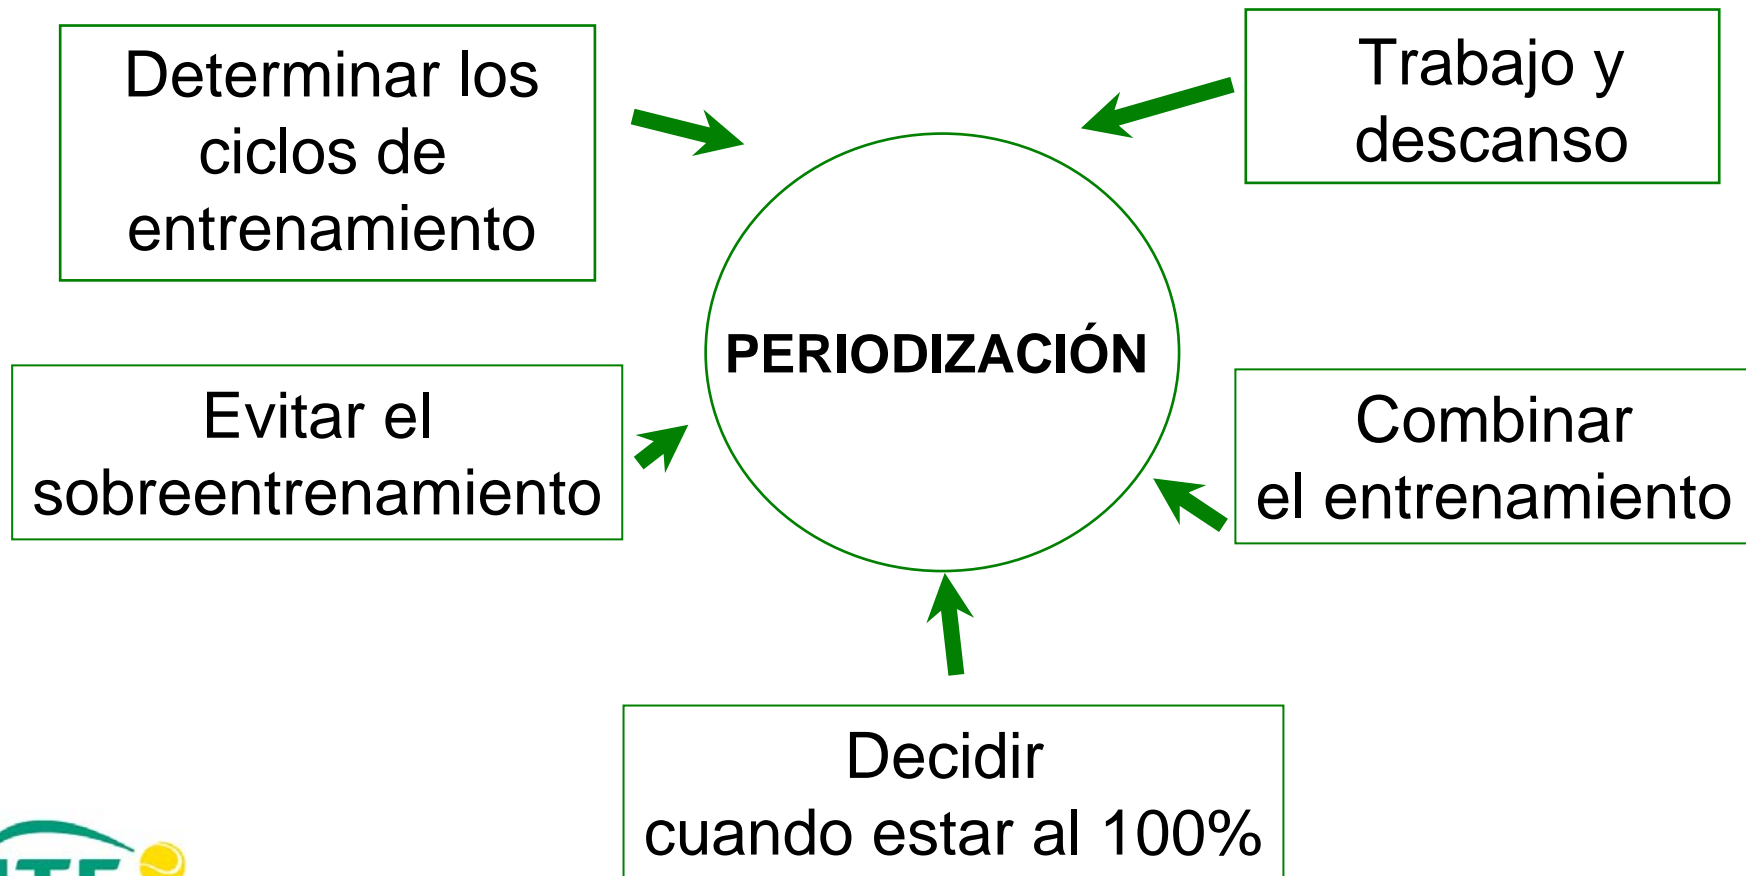 Determinar los
ciclos de
entrenamiento
Trabajo y
descanso
PERIODIZACIÓN
Evitar el
sobreentrenamiento
Combinar
el entrenamiento
Decidir
cuando estar al 100%
ITF